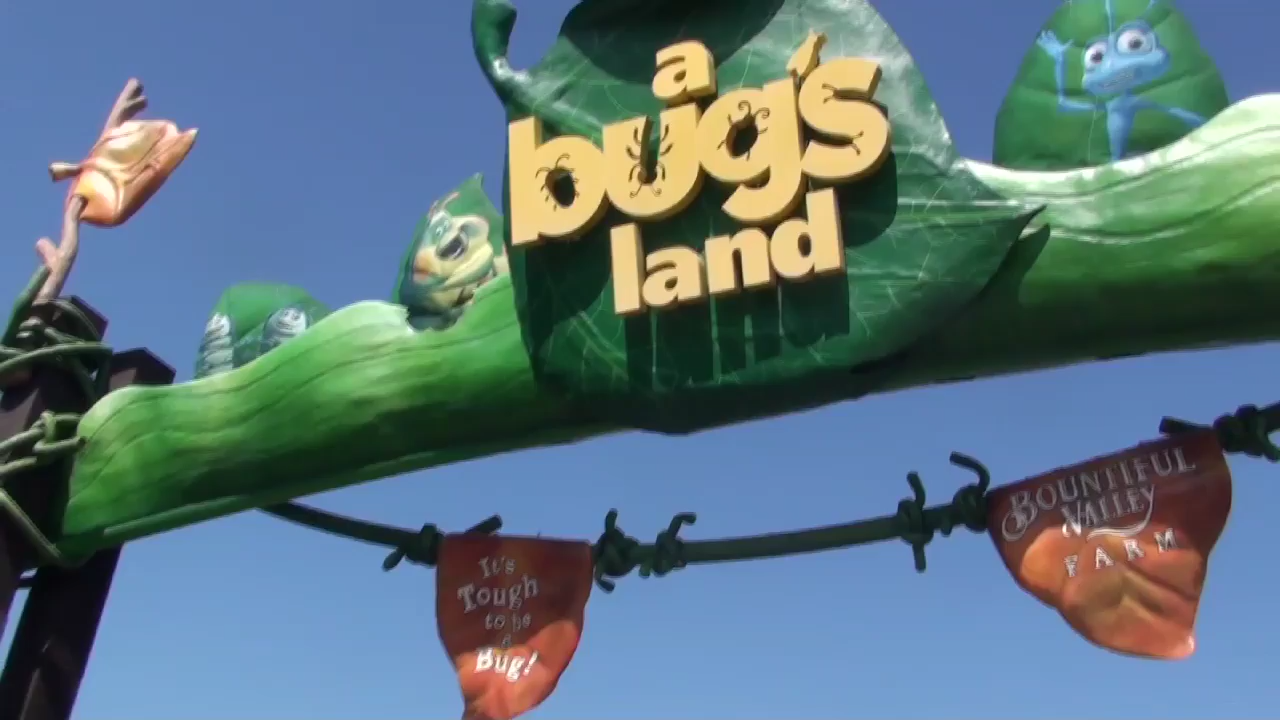 a
bug's
land
It's
Tough
to be
a
Bug!
BOUNTIFUL
VALLEY
FARM